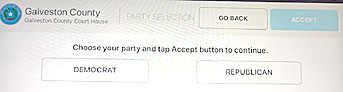 Galveston County
Galveston County Court House
PARTY SELECTION
GO BACK
ACCEPT
Choose your party and tap Accept button to continue.
DEMOCRAT
REPUBLICAN